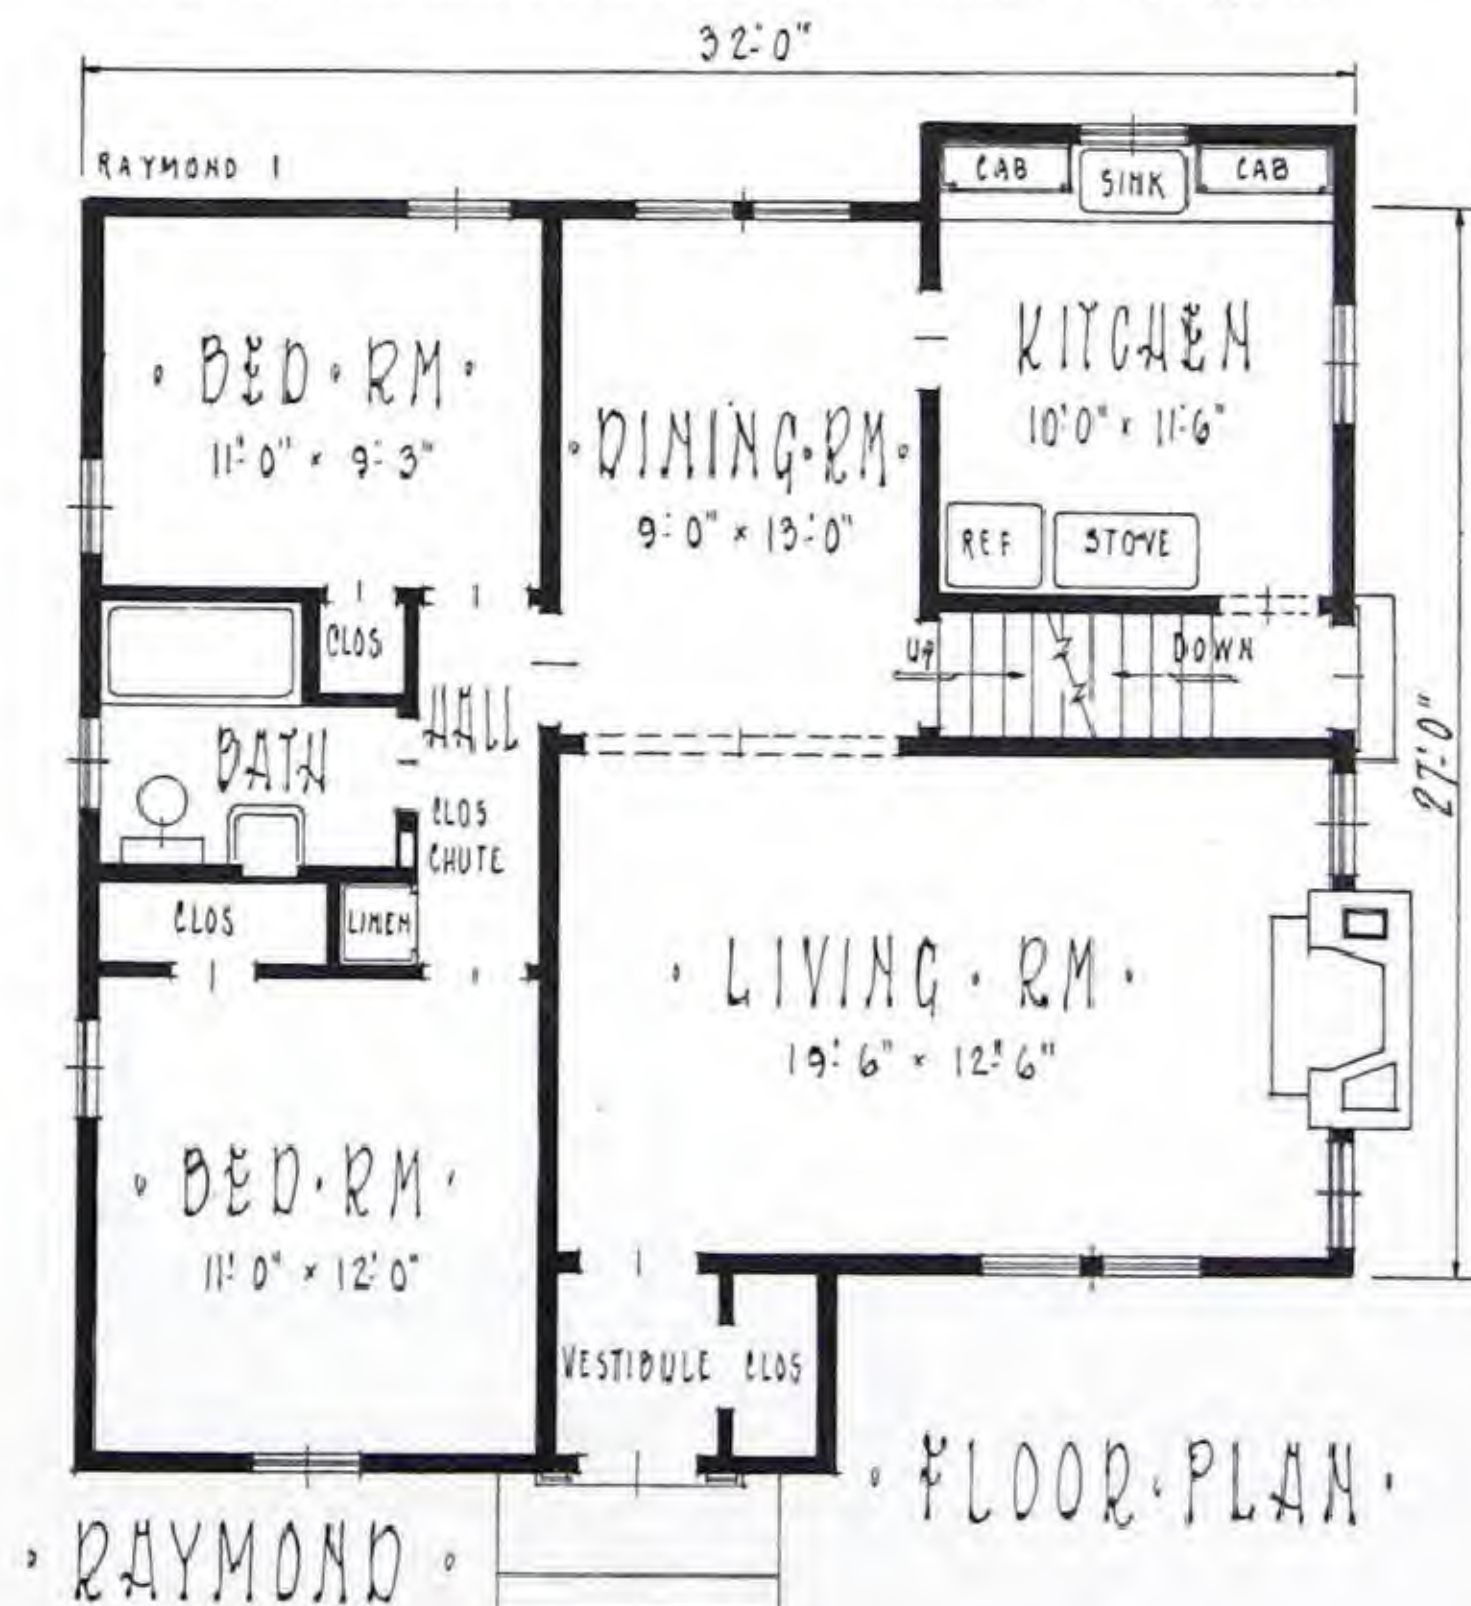 32'-0"
RAYMOND 1
CAB
SINK
CAB
BED·RM
11'-0" × 9'-3"
DINING·RM
9'-0" × 13'-0"
KITCHEN
10'-0" × 11'-6"
REF
STOVE
CLOS
UP
DOWN
HALL
BATH
27'-0"
CLOS
CHUTE
CLOS
LINEN
LIVING·RM
19'-6" × 12'-6"
BED·RM
11'-0" × 12'-0"
VESTIBULE
CLOS
FLOOR·PLAN
RAYMOND